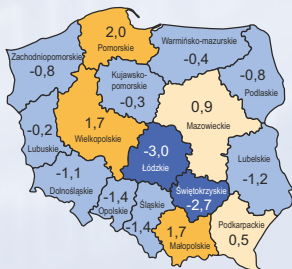 2,0
Pomorskie
Warmińsko-mazurskie
-0,4
Zachodniopomorskie
-0,8
Kujawsko-
pomorskie
-0,3
-0,8
Podlaskie
0,9
Mazowieckie
-0,2
Lubuskie
1,7
Wielkopolskie
-3,0
Łódzkie
Lubelskie
-1,2
-1,1
Dolnośląskie
-1,4
Opolskie
Śląskie
-1,4
Świętokrzyskie
-2,7
1,7
Małopolskie
Podkarpackie
0,5